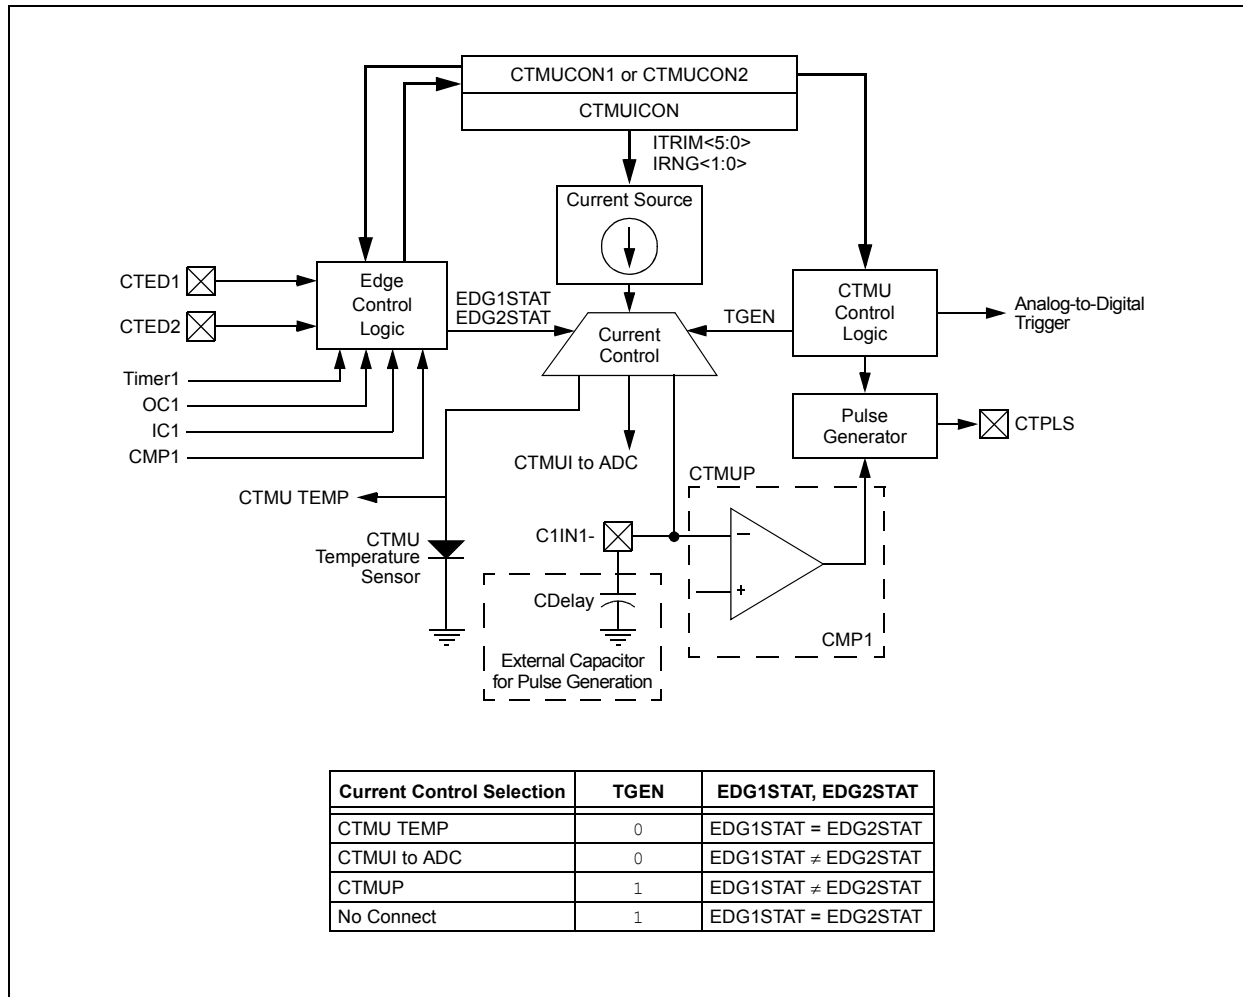 CTMUCON1 or CTMUCON2
CTMUICON
ITRIM<5:0>
IRNG<1:0>
Current Source
CTED1
CTED2
Edge
Control
Logic
EDG1STAT
EDG2STAT
Current
Control
TGEN
CTMU
Control
Logic
Analog-to-Digital
Trigger
Timer1
OC1
IC1
CMP1
Pulse
Generator
CTPLS
CTMUI to ADC
CTMUP
CTMU TEMP
CTMU
Temperature
Sensor
C1IN1-
–
+
CDelay
CMP1
External Capacitor
for Pulse Generation
Current Control Selection TGEN EDG1STAT, EDG2STAT
CTMU TEMP 0 EDG1STAT = EDG2STAT
CTMUI to ADC 0 EDG1STAT ≠ EDG2STAT
CTMUP 1 EDG1STAT ≠ EDG2STAT
No Connect 1 EDG1STAT = EDG2STAT